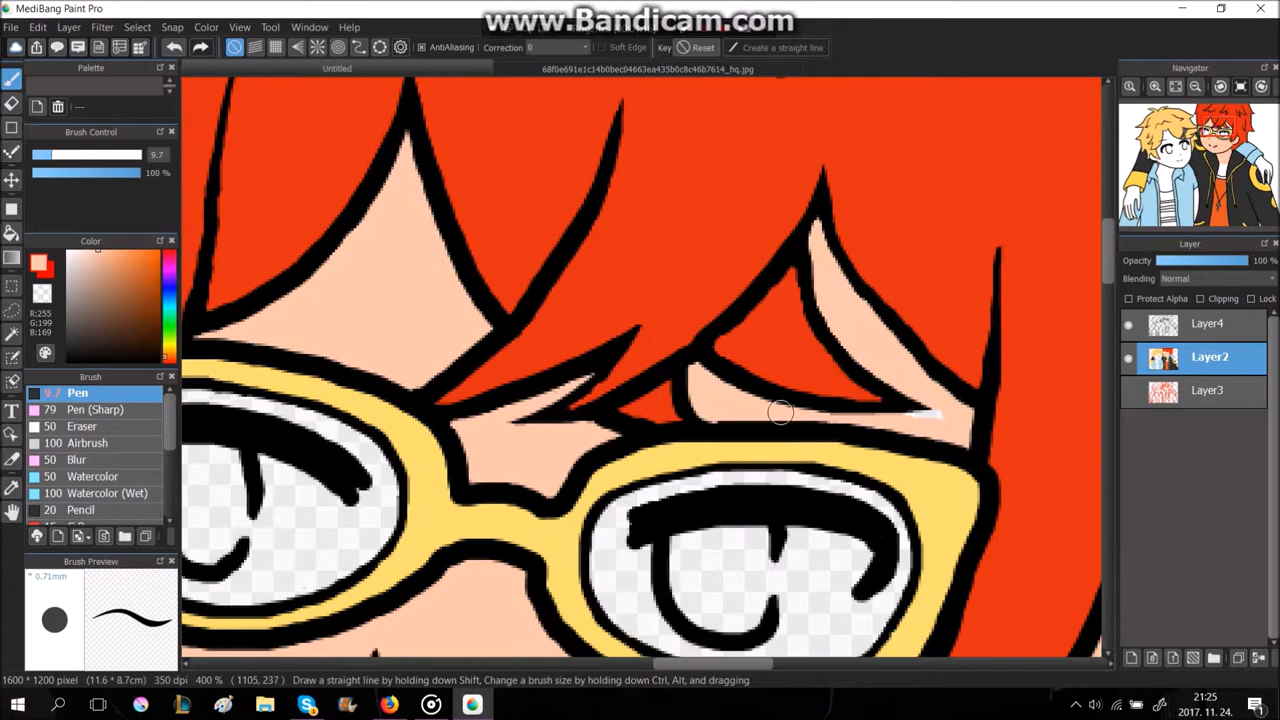 MediBang Paint Pro
www.Bandicam.com
File Edit Layer Filter Select Snap Color View Tool Window Help
AntiAliasing Correction 0 Soft Edge Key Reset Create a straight line
Palette
Untitled
68f0e691e1c14b0bec04663ea435b0c8c46b7614_hq.jpg
Navigator
---
Brush Control
9.7
100 %
Color
R:255
G:199
B:169
Layer
Opacity 100 %
Blending Normal
Protect Alpha Clipping Lock
Layer4
Layer2
Layer3
Brush
9.7 Pen
79 Pen (Sharp)
50 Eraser
100 Airbrush
50 Blur
50 Watercolor
100 Watercolor (Wet)
20 Pencil
Brush Preview
* 0.71mm
1600 * 1200 pixel (11.6 * 8.7cm) 350 dpi 400 % ( 1105, 237 ) Draw a straight line by holding down Shift, Change a brush size by holding down Ctrl, Alt, and dragging
21:25
2017. 11. 24.